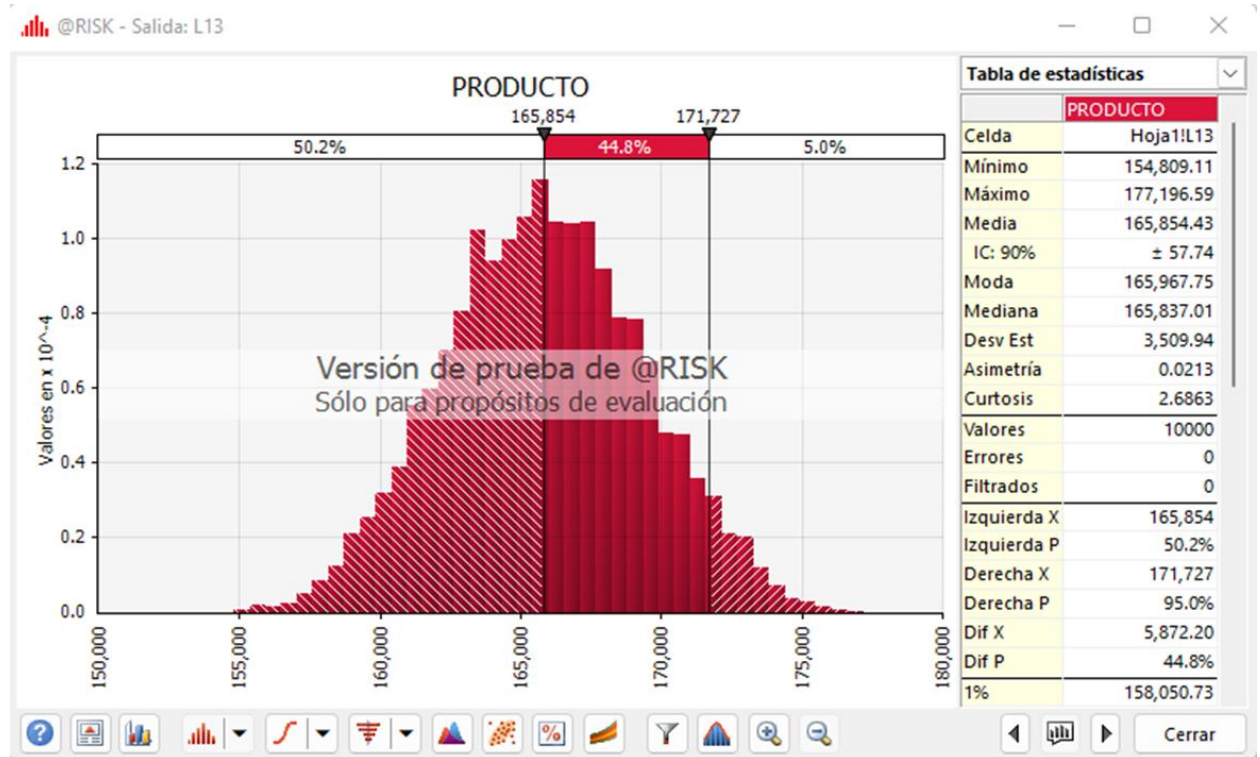 @RISK - Salida: L13
PRODUCTO
165,854 171,727
50.2% 44.8% 5.0%
1.2
1.0
0.8
0.6
0.4
0.2
0.0
Valores en x 10^-4
150,000
155,000
160,000
165,000
170,000
175,000
180,000
Versión de prueba de @RISK
Sólo para propósitos de evaluación
Tabla de estadísticas
PRODUCTO
Celda Hoja1!L13
Mínimo 154,809.11
Máximo 177,196.59
Media 165,854.43
IC: 90% ± 57.74
Moda 165,967.75
Mediana 165,837.01
Desv Est 3,509.94
Asimetría 0.0213
Curtosis 2.6863
Valores 10000
Errores 0
Filtrados 0
Izquierda X 165,854
Izquierda P 50.2%
Derecha X 171,727
Derecha P 95.0%
Dif X 5,872.20
Dif P 44.8%
1% 158,050.73
Cerrar